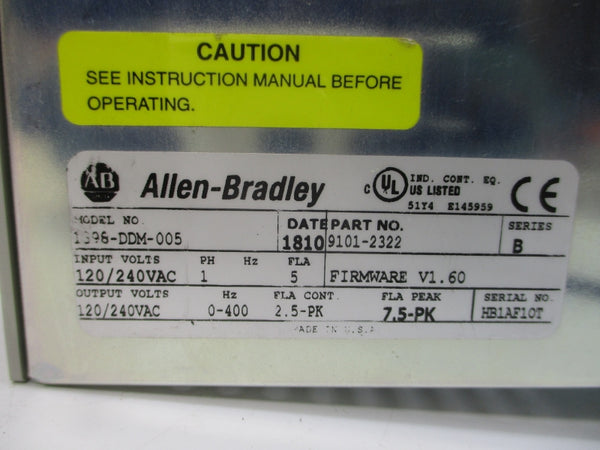 CAUTION
SEE INSTRUCTION MANUAL BEFORE
OPERATING.
AB Allen-Bradley
c UL US LISTED IND. CONT. EQ.
51Y4 E145959
CE
MODEL NO. DATE PART NO. SERIES
1398-DDM-005 1810 9101-2322 B
INPUT VOLTS PH Hz FLA
120/240VAC 1 5 FIRMWARE V1.60
OUTPUT VOLTS Hz FLA CONT. FLA PEAK SERIAL NO.
120/240VAC 0-400 2.5-PK 7.5-PK HB1AF10T
MADE IN U.S.A